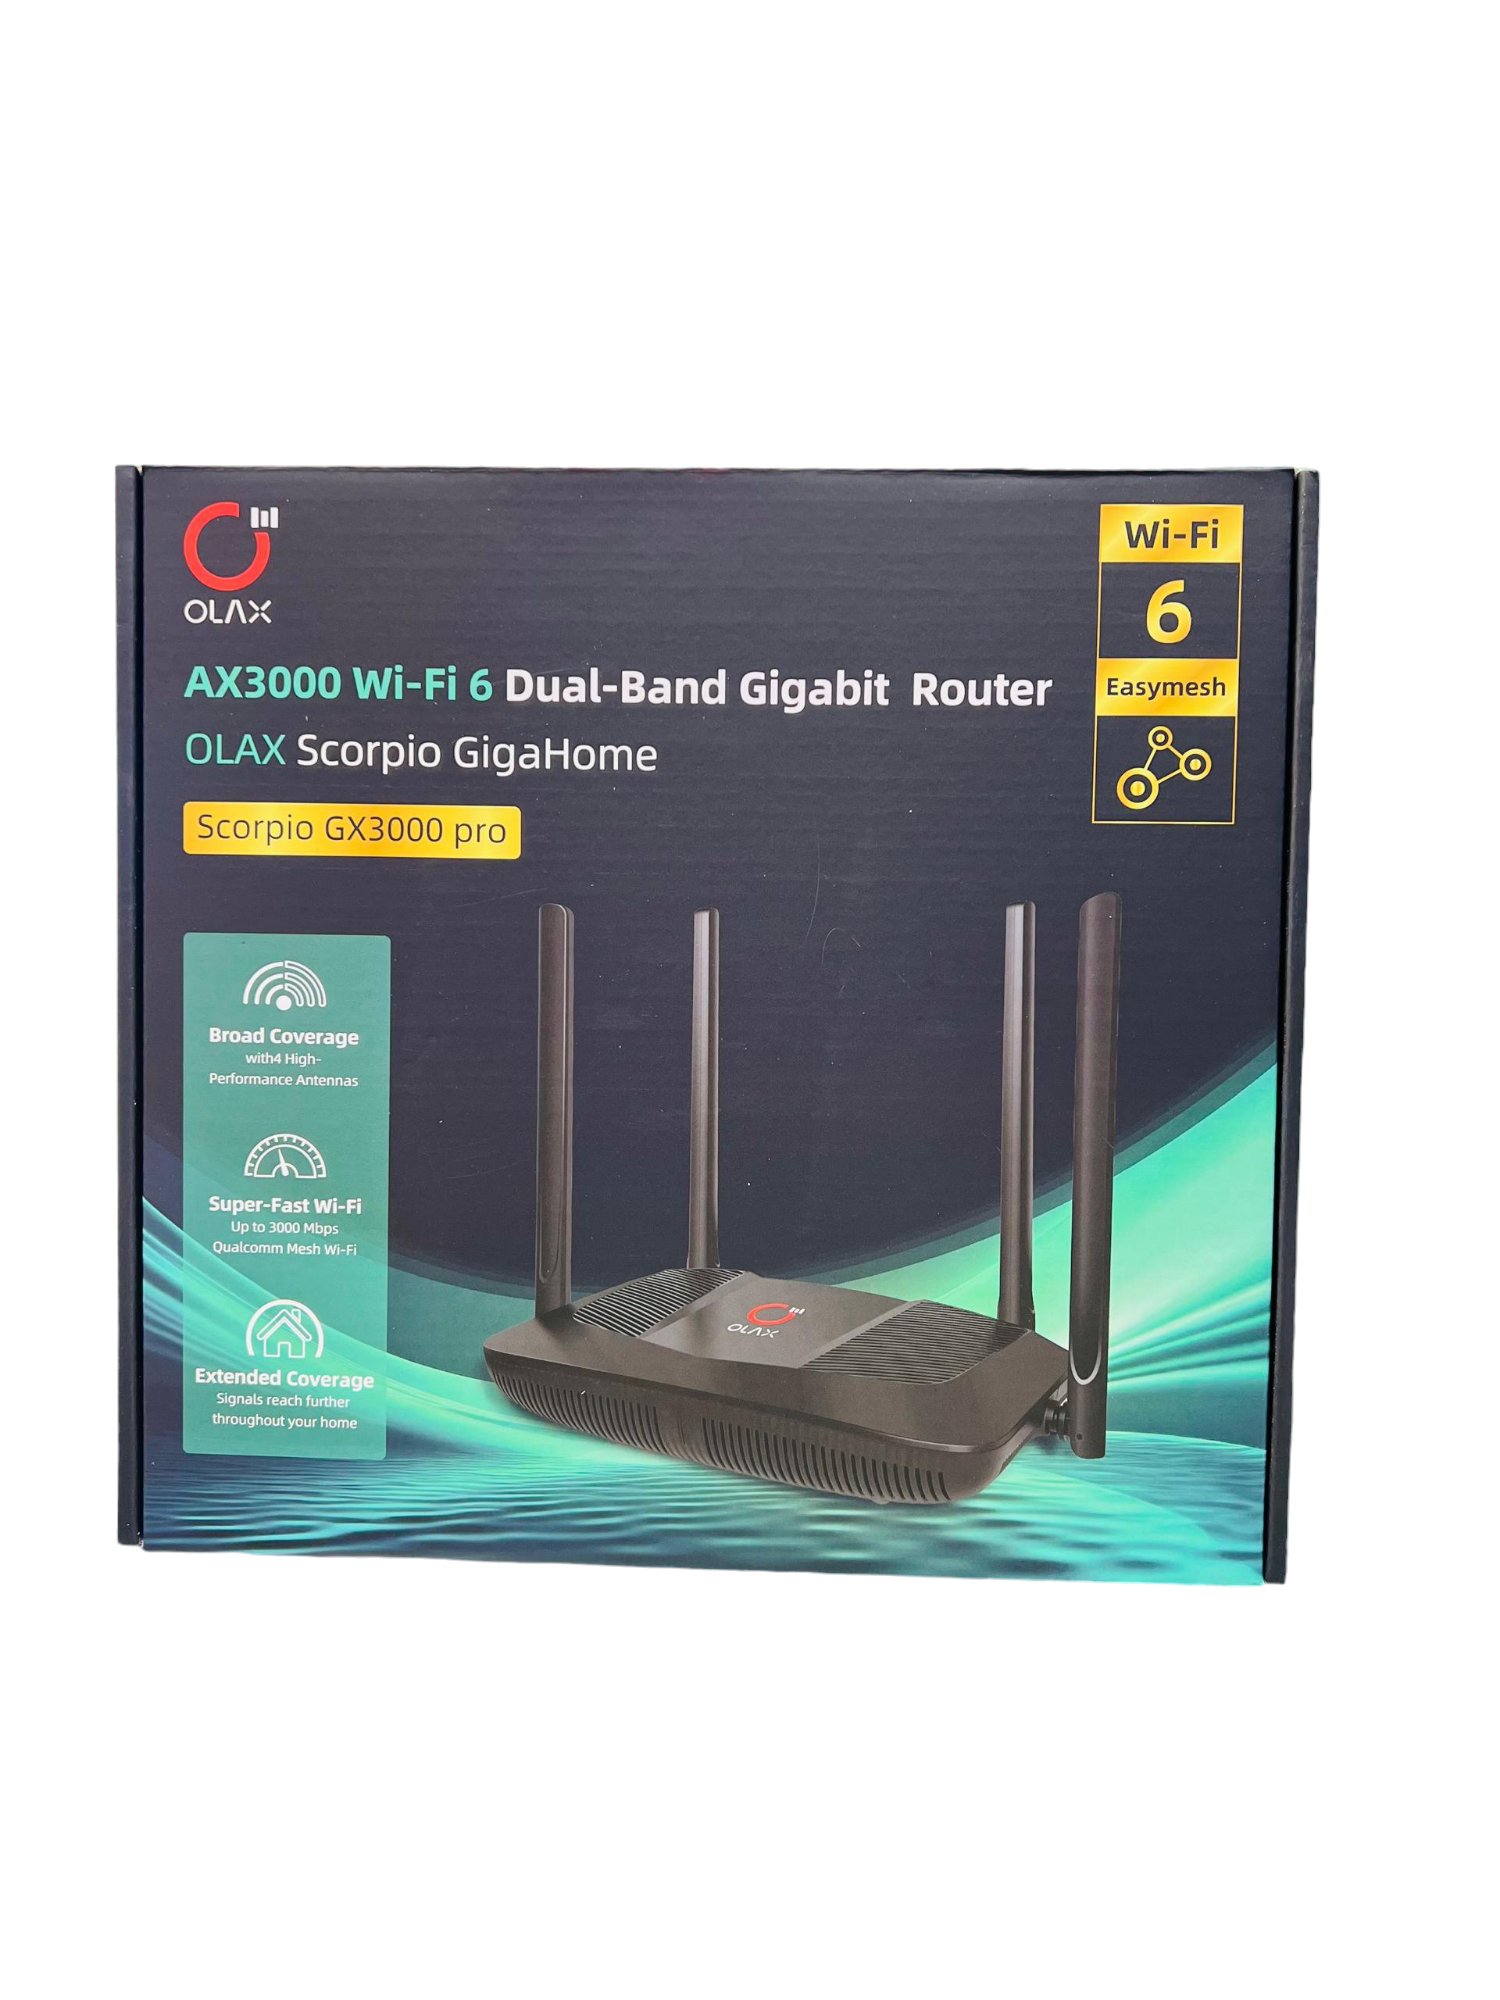 OLAX
Wi-Fi
6
Easymesh
AX3000 Wi-Fi 6 Dual-Band Gigabit Router
OLAX Scorpio GigaHome
Scorpio GX3000 pro
Broad Coverage
with4 High-
Performance Antennas
Super-Fast Wi-Fi
Up to 3000 Mbps
Qualcomm Mesh Wi-Fi
Extended Coverage
Signals reach further
throughout your home
OLAX